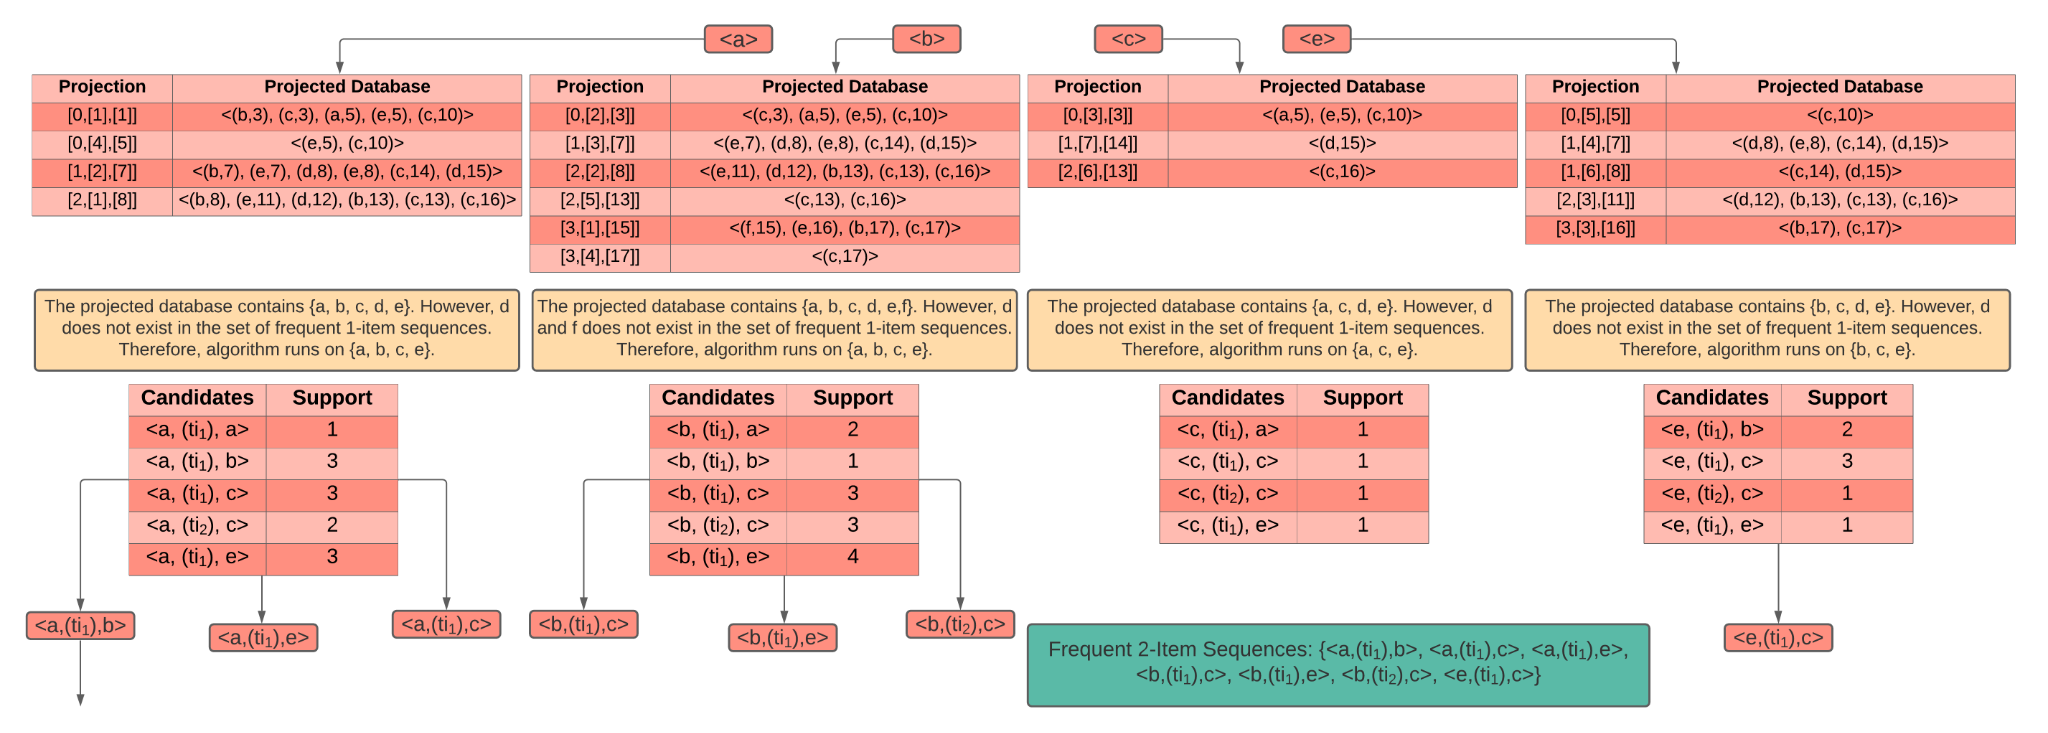 <a>
<b>
<c>
<e>
Projection Projected Database
[0,[1],[1]] <(b,3), (c,3), (a,5), (e,5), (c,10)>
[0,[4],[5]] <(e,5), (c,10)>
[1,[2],[7]] <(b,7), (e,7), (d,8), (e,8), (c,14), (d,15)>
[2,[1],[8]] <(b,8), (e,11), (d,12), (b,13), (c,13), (c,16)>
Projection Projected Database
[0,[2],[3]] <(c,3), (a,5), (e,5), (c,10)>
[1,[3],[7]] <(e,7), (d,8), (e,8), (c,14), (d,15)>
[2,[2],[8]] <(e,11), (d,12), (b,13), (c,13), (c,16)>
[2,[5],[13]] <(c,13), (c,16)>
[3,[1],[15]] <(f,15), (e,16), (b,17), (c,17)>
[3,[4],[17]] <(c,17)>
Projection Projected Database
[0,[3],[3]] <(a,5), (e,5), (c,10)>
[1,[7],[14]] <(d,15)>
[2,[6],[13]] <(c,16)>
Projection Projected Database
[0,[5],[5]] <(c,10)>
[1,[4],[7]] <(d,8), (e,8), (c,14), (d,15)>
[1,[6],[8]] <(c,14), (d,15)>
[2,[3],[11]] <(d,12), (b,13), (c,13), (c,16)>
[3,[3],[16]] <(b,17), (c,17)>
The projected database contains {a, b, c, d, e}. However, d
does not exist in the set of frequent 1-item sequences.
Therefore, algorithm runs on {a, b, c, e}.
The projected database contains {a, b, c, d, e,f}. However, d
and f does not exist in the set of frequent 1-item sequences.
Therefore, algorithm runs on {a, b, c, e}.
The projected database contains {a, c, d, e}. However, d
does not exist in the set of frequent 1-item sequences.
Therefore, algorithm runs on {a, c, e}.
The projected database contains {b, c, d, e}. However, d
does not exist in the set of frequent 1-item sequences.
Therefore, algorithm runs on {b, c, e}.
Candidates Support
<a, (ti₁), a> 1
<a, (ti₁), b> 3
<a, (ti₁), c> 3
<a, (ti₂), c> 2
<a, (ti₁), e> 3
Candidates Support
<b, (ti₁), a> 2
<b, (ti₁), b> 1
<b, (ti₁), c> 3
<b, (ti₂), c> 3
<b, (ti₁), e> 4
Candidates Support
<c, (ti₁), a> 1
<c, (ti₁), c> 1
<c, (ti₂), c> 1
<c, (ti₁), e> 1
Candidates Support
<e, (ti₁), b> 2
<e, (ti₁), c> 3
<e, (ti₂), c> 1
<e, (ti₁), e> 1
<a,(ti₁),b>
<a,(ti₁),e>
<a,(ti₁),c>
<b,(ti₁),c>
<b,(ti₁),e>
<b,(ti₂),c>
<e,(ti₁),c>
Frequent 2-Item Sequences: {<a,(ti₁),b>, <a,(ti₁),c>, <a,(ti₁),e>,
<b,(ti₁),c>, <b,(ti₁),e>, <b,(ti₂),c>, <e,(ti₁),c>}